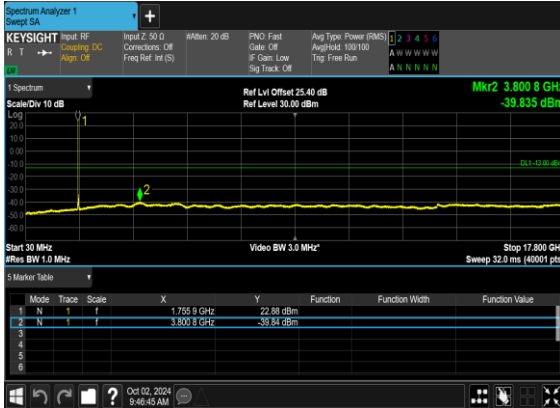 Spectrum Analyzer 1
Swept SA
+
KEYSIGHT Input: RF Input Z: 50 Ω #Atten: 20 dB PNO: Fast Avg Type: Power (RMS) 1 2 3 4 5 6
R T Coupling: DC Corrections: Off Gate: Off Avg|Hold: 100/100 A W W W W W
Align: Off Freq Ref: Int (S) IF Gain: Low Trig: Free Run
Sig Track: Off A N N N N N
1 Spectrum Ref Lvl Offset 25.40 dB Mkr2 3.800 8 GHz
Scale/Div 10 dB Ref Level 30.00 dBm -39.835 dBm
Log
20.0
10.0
0.00
-10.0
-20.0
-30.0
-40.0
-50.0
-60.0
1
DL1 -13.00 dBm
2
Start 30 MHz Video BW 3.0 MHz* Stop 17.800 GHz
#Res BW 1.0 MHz Sweep 32.0 ms (40001 pts)
5 Marker Table
Mode Trace Scale X Y Function Function Width Function Value
1 N 1 f 1.755 9 GHz 22.88 dBm
2 N 1 f 3.800 8 GHz -39.84 dBm
3
4
5
6
? Oct 02, 2024
9:46:45 AM